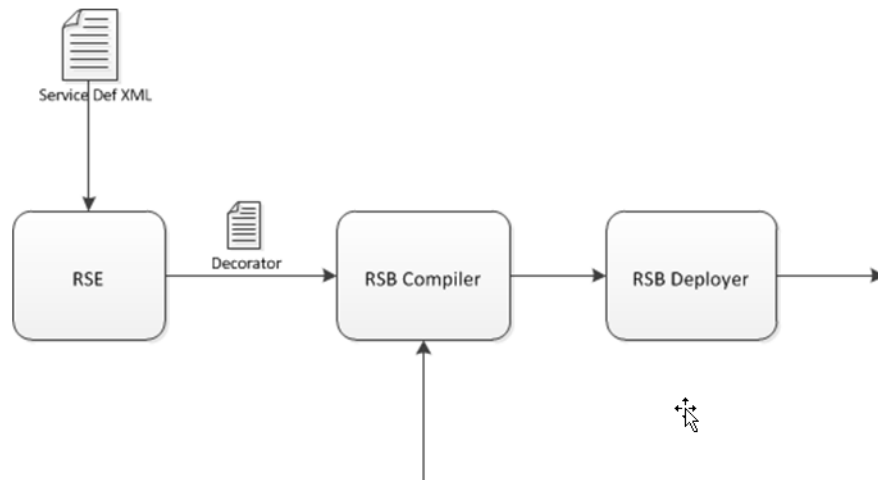 Service Def XML
Decorator
RSE
RSB Compiler
RSB Deployer